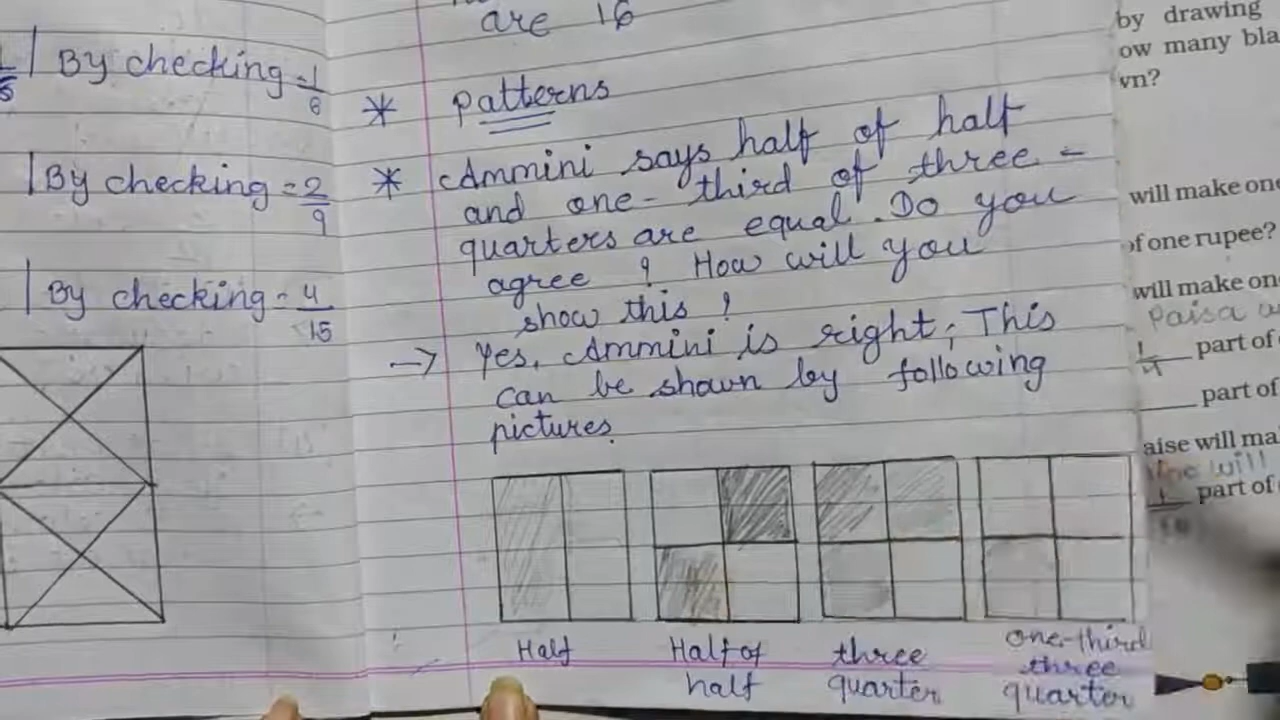 are 16
By checking = 1/6
By checking = 2/9
By checking = 4/15
* Patterns
* Ammini says half of half
and one-third of three-
quarters are equal. Do you
agree ? How will you
show this ?
→ Yes, Ammini is right, This
can be shown by following
pictures.
Half
Half of
half
three
quarter
one-third
three
quarter
by drawing
ow many bla
wn?
will make one
of one rupee?
will make on
Paisa w
1/4 part of
part of
aise will ma
will
part of